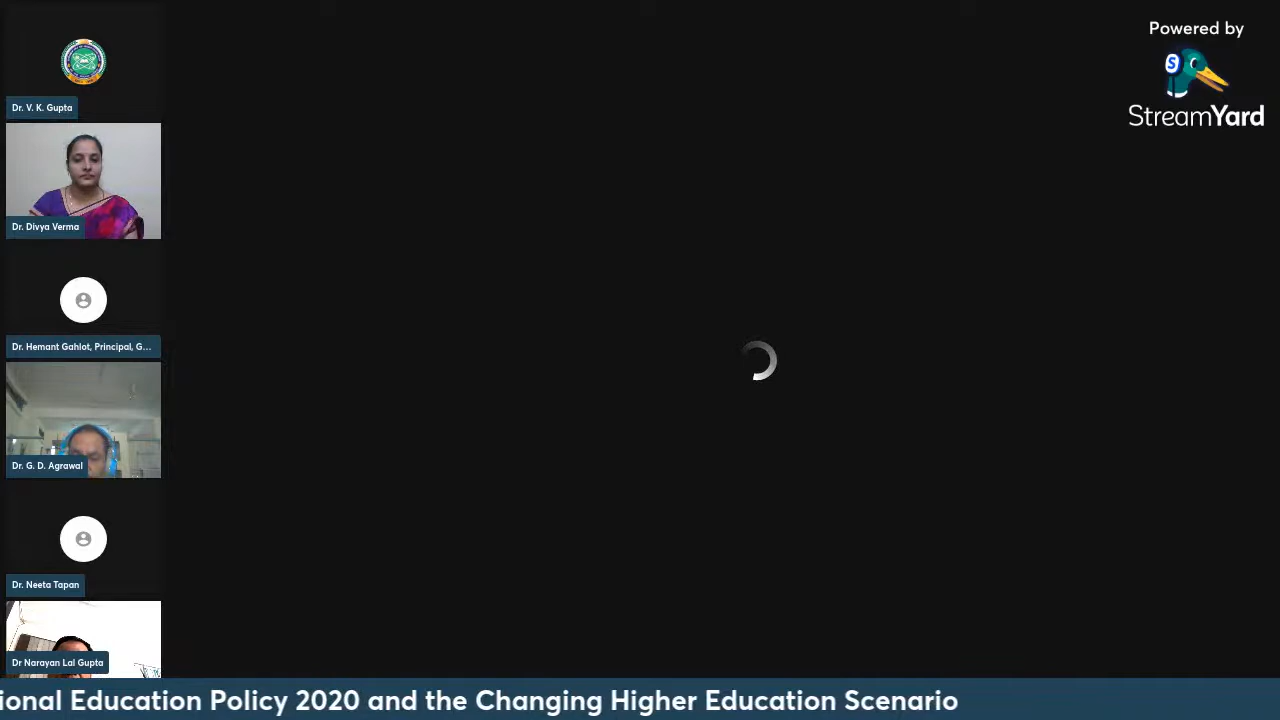 Powered by
StreamYard
Dr. V. K. Gupta
Dr. Divya Verma
Dr. Hemant Gahlot, Principal, G...
Dr. G. D. Agrawal
Dr. Neeta Tapan
Dr Narayan Lal Gupta
ional Education Policy 2020 and the Changing Higher Education Scenario